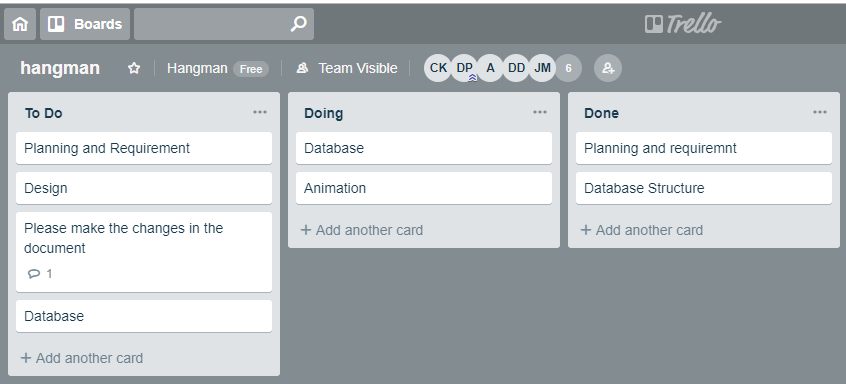 Boards
Trello
hangman
Hangman Free
Team Visible
CK DP A DD JM 6
To Do
Planning and Requirement
Design
Please make the changes in the
document
1
Database
+ Add another card
Doing
Database
Animation
+ Add another card
Done
Planning and requiremnt
Database Structure
+ Add another card